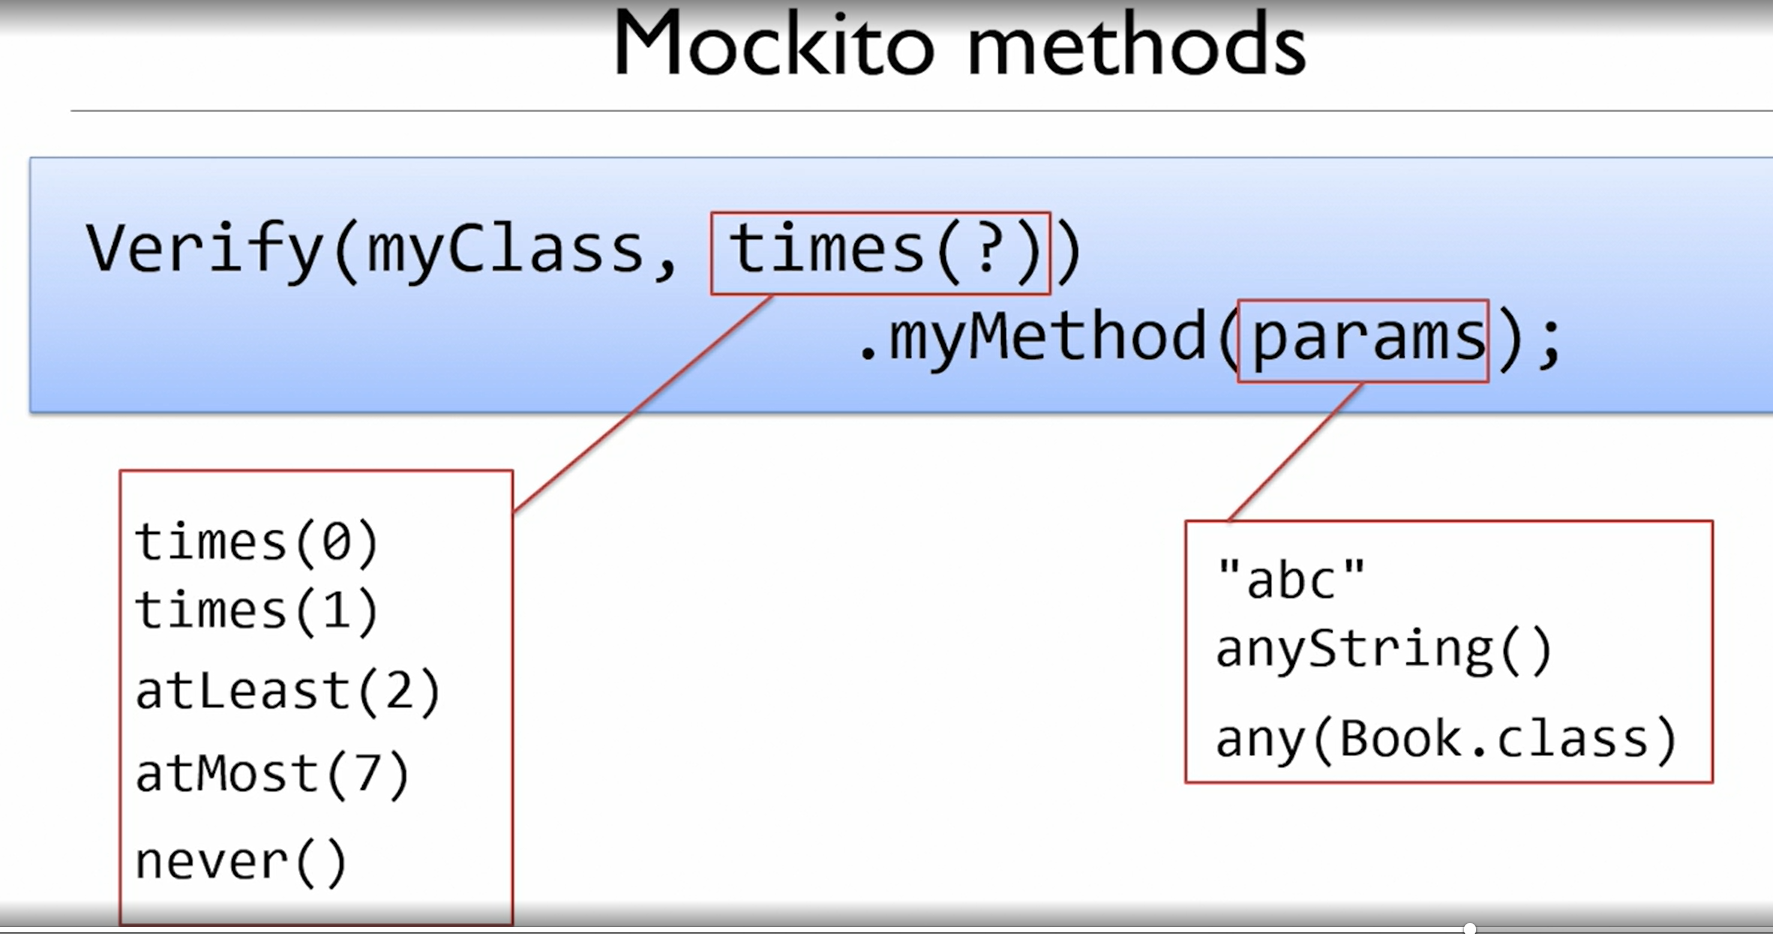 Mockito methods
Verify(myClass, times(?))
.myMethod(params);
times(0)
times(1)
atLeast(2)
atMost(7)
never()
"abc"
anyString()
any(Book.class)